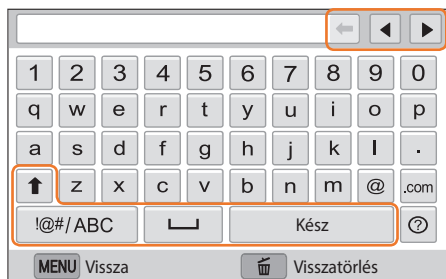 1 2 3 4 5 6 7 8 9 0
q w e r t y u i o p
a s d f g h j k l .
z x c v b n m @ .com
!@#/ABC Kész ?
MENU Vissza Visszatörlés